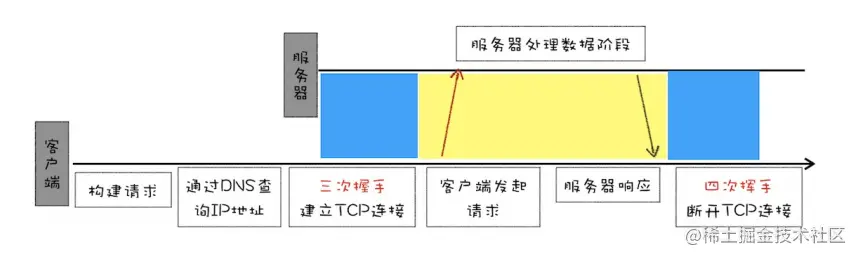 服务器处理数据阶段
服务器
客户端
构建请求
通过DNS查
询IP地址
三次握手
建立TCP连接
客户端发起
请求
服务器响应
四次挥手
断开TCP连接
@稀土掘金技术社区